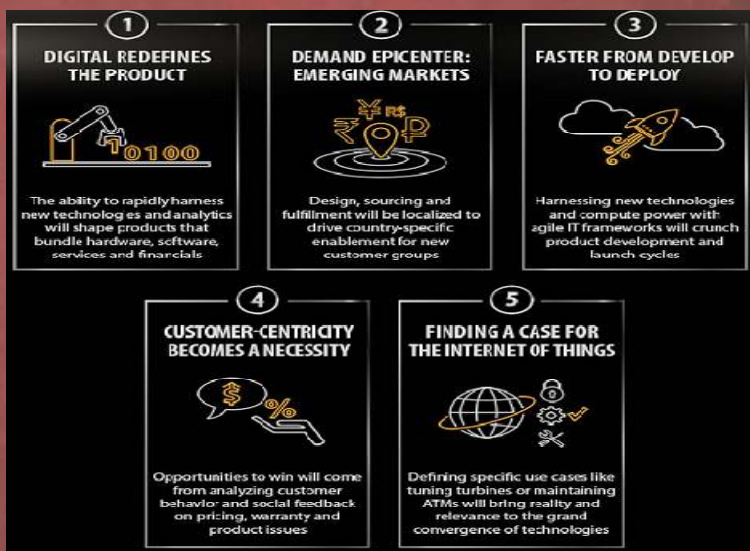 1
DIGITAL REDEFINES
THE PRODUCT
10100
The ability to rapidly harness
new technologies and analytics
will shape products that
bundle hardware, software,
services and financials
2
DEMAND EPICENTER:
EMERGING MARKETS
¥ R$
₹ ₽
Design, sourcing and
fulfillment will be localized to
drive country-specific
enablement for new
customer groups
3
FASTER FROM DEVELOP
TO DEPLOY
Harnessing new technologies
and compute power with
agile IT frameworks will crunch
product development and
launch cycles
4
CUSTOMER-CENTRICITY
BECOMES A NECESSITY
$
%
Opportunities to win will come
from analyzing customer
behavior and social feedback
on pricing, warranty and
product issues
5
FINDING A CASE FOR
THE INTERNET OF THINGS
Defining specific use cases like
tuning turbines or maintaining
ATMs will bring reality and
relevance to the grand
convergence of technologies